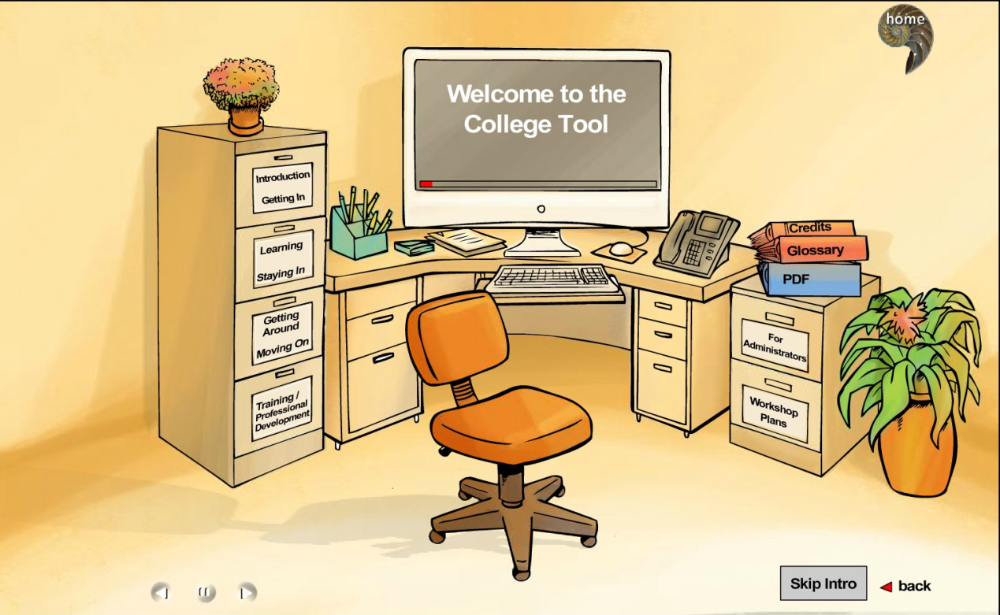 home
Welcome to the
College Tool
Introduction
Getting In
Learning
Staying In
Getting
Around
Moving On
Training /
Professional
Development
Credits
Glossary
PDF
For
Administrators
Workshop
Plans
Skip Intro
back